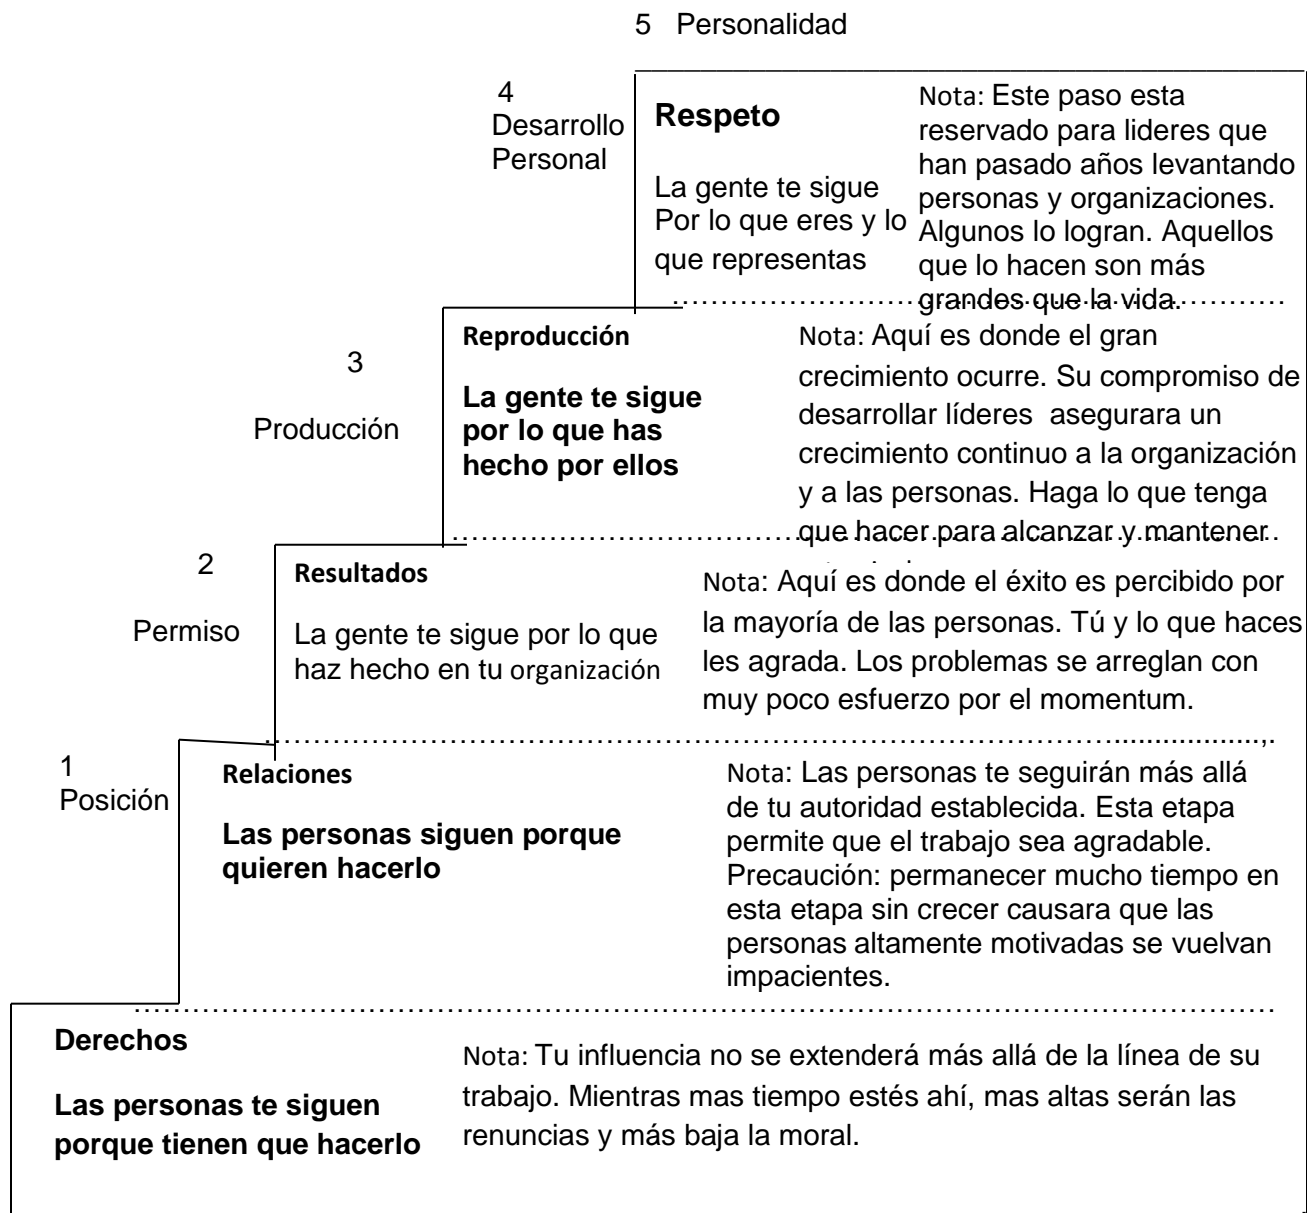 5 Personalidad
4
Desarrollo
Personal
Respeto
La gente te sigue
Por lo que eres y lo
que representas
Nota: Este paso esta
reservado para lideres que
han pasado años levantando
personas y organizaciones.
Algunos lo logran. Aquellos
que lo hacen son más
grandes que la vida.
3
Producción
Reproducción
La gente te sigue
por lo que has
hecho por ellos
Nota: Aquí es donde el gran
crecimiento ocurre. Su compromiso de
desarrollar líderes asegurara un
crecimiento continuo a la organización
y a las personas. Haga lo que tenga
que hacer para alcanzar y mantener
2
Permiso
Resultados
La gente te sigue por lo que
haz hecho en tu organización
Nota: Aquí es donde el éxito es percibido por
la mayoría de las personas. Tú y lo que haces
les agrada. Los problemas se arreglan con
muy poco esfuerzo por el momentum.
1
Posición
Relaciones
Las personas siguen porque
quieren hacerlo
Nota: Las personas te seguirán más allá
de tu autoridad establecida. Esta etapa
permite que el trabajo sea agradable.
Precaución: permanecer mucho tiempo en
esta etapa sin crecer causara que las
personas altamente motivadas se vuelvan
impacientes.
Derechos
Las personas te siguen
porque tienen que hacerlo
Nota: Tu influencia no se extenderá más allá de la línea de su
trabajo. Mientras mas tiempo estés ahí, mas altas serán las
renuncias y más baja la moral.